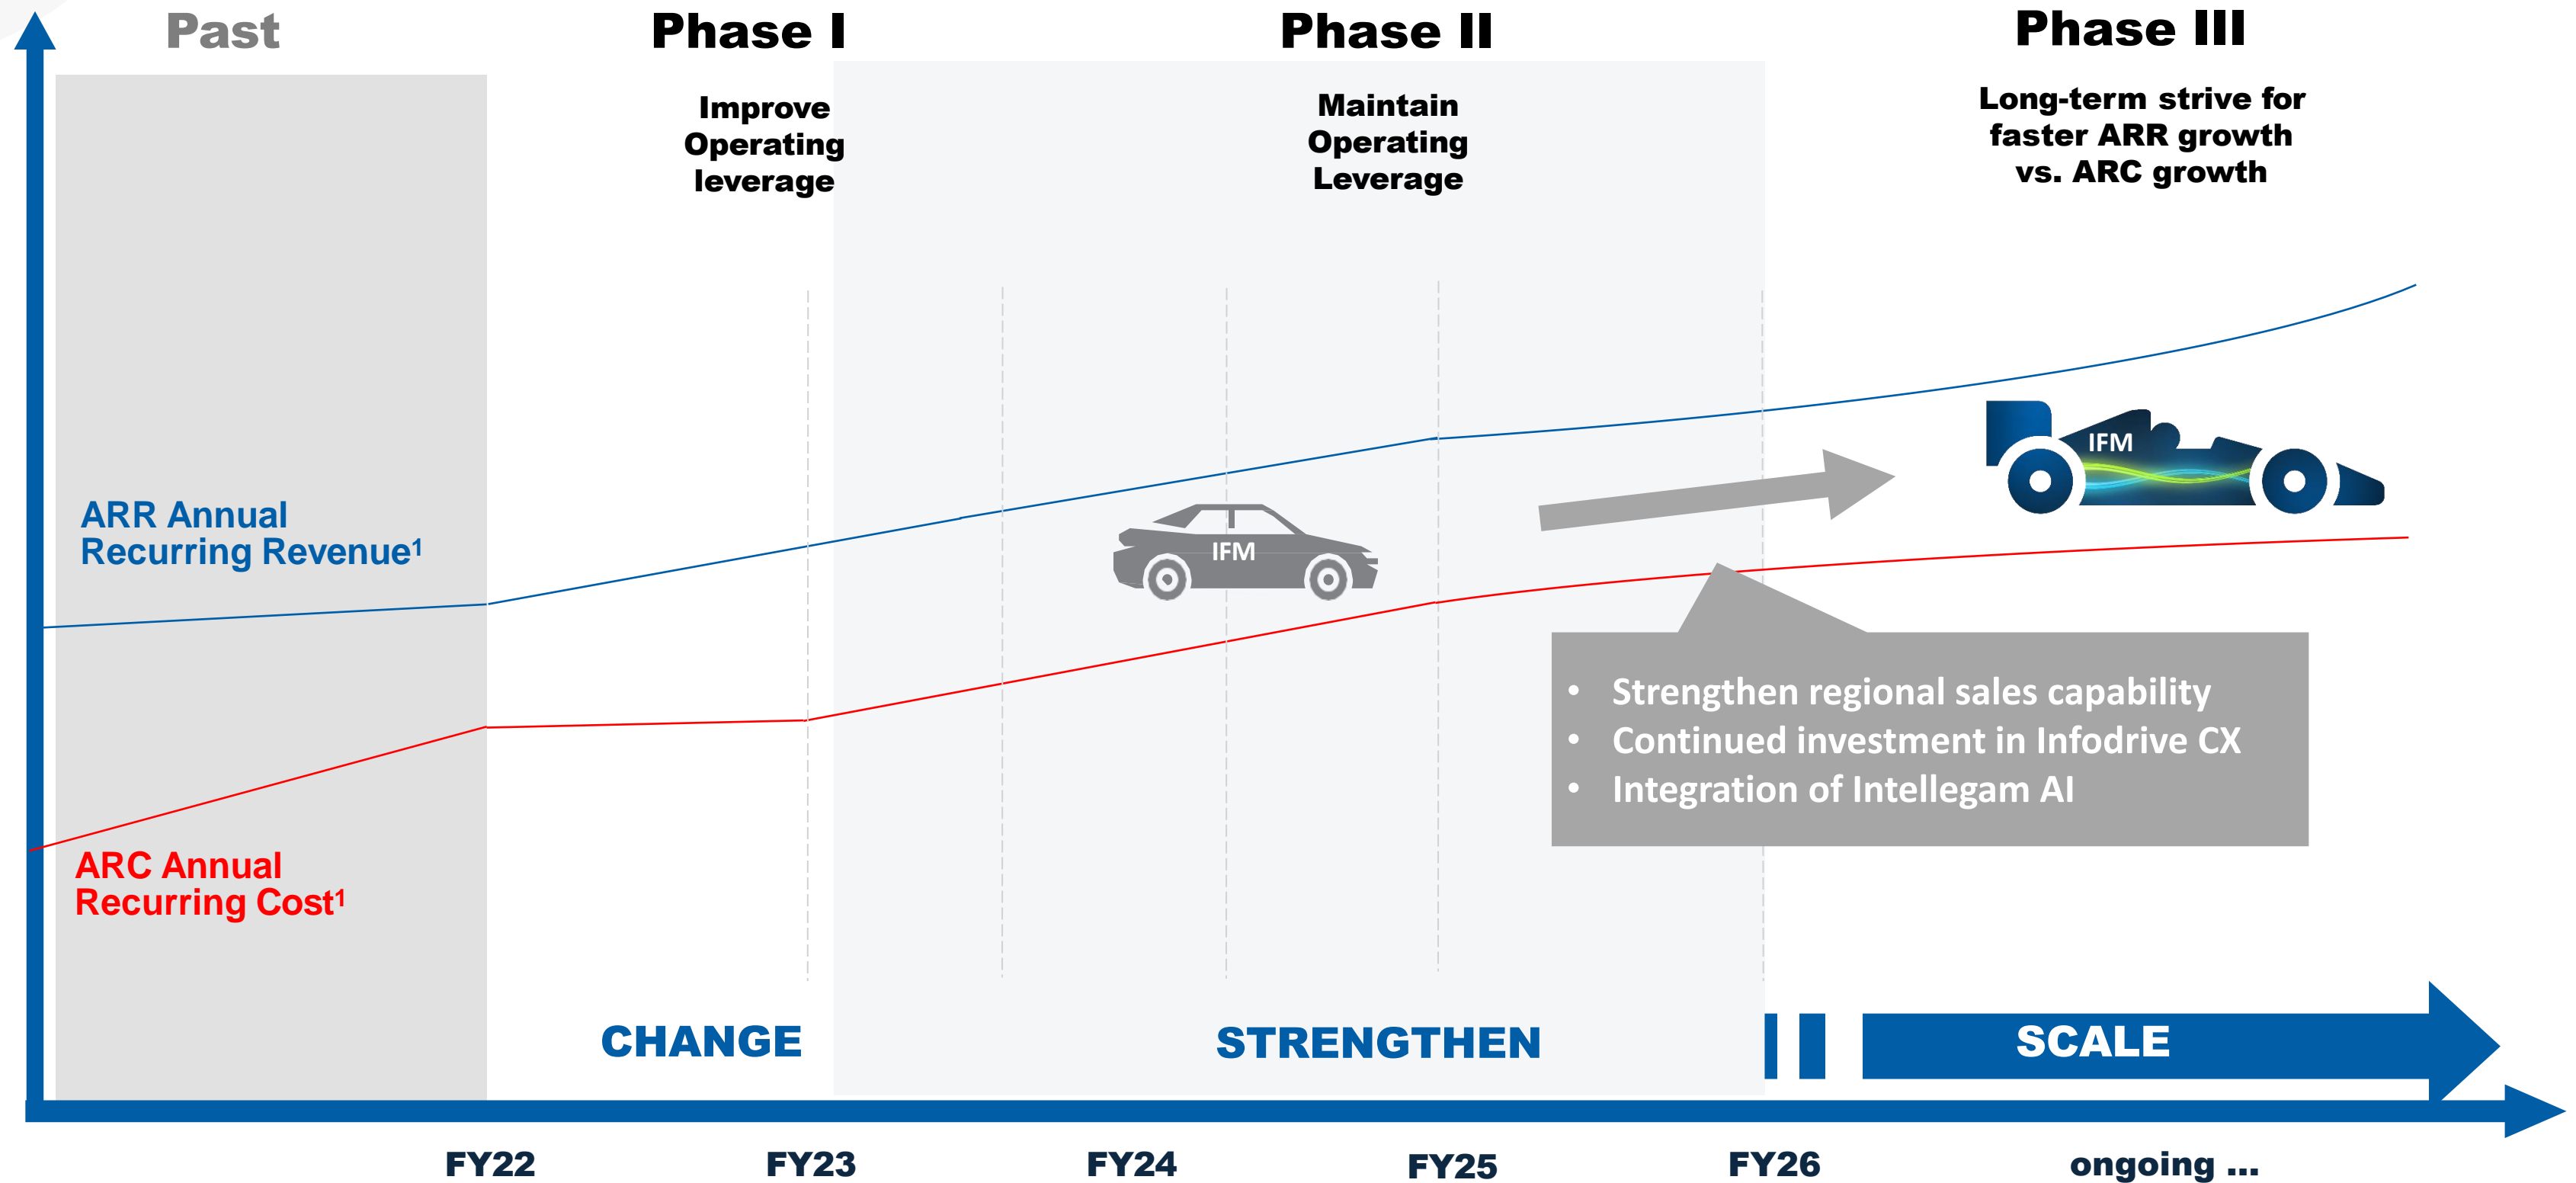 Past
Phase I
Phase II
Phase III
Improve
Operating
leverage
Maintain
Operating
Leverage
Long-term strive for
faster ARR growth
vs. ARC growth
ARR Annual
Recurring Revenue¹
IFM
IFM
• Strengthen regional sales capability
• Continued investment in Infodrive CX
• Integration of Intellegam AI
ARC Annual
Recurring Cost¹
CHANGE
STRENGTHEN
SCALE
FY22
FY23
FY24
FY25
FY26
ongoing ...